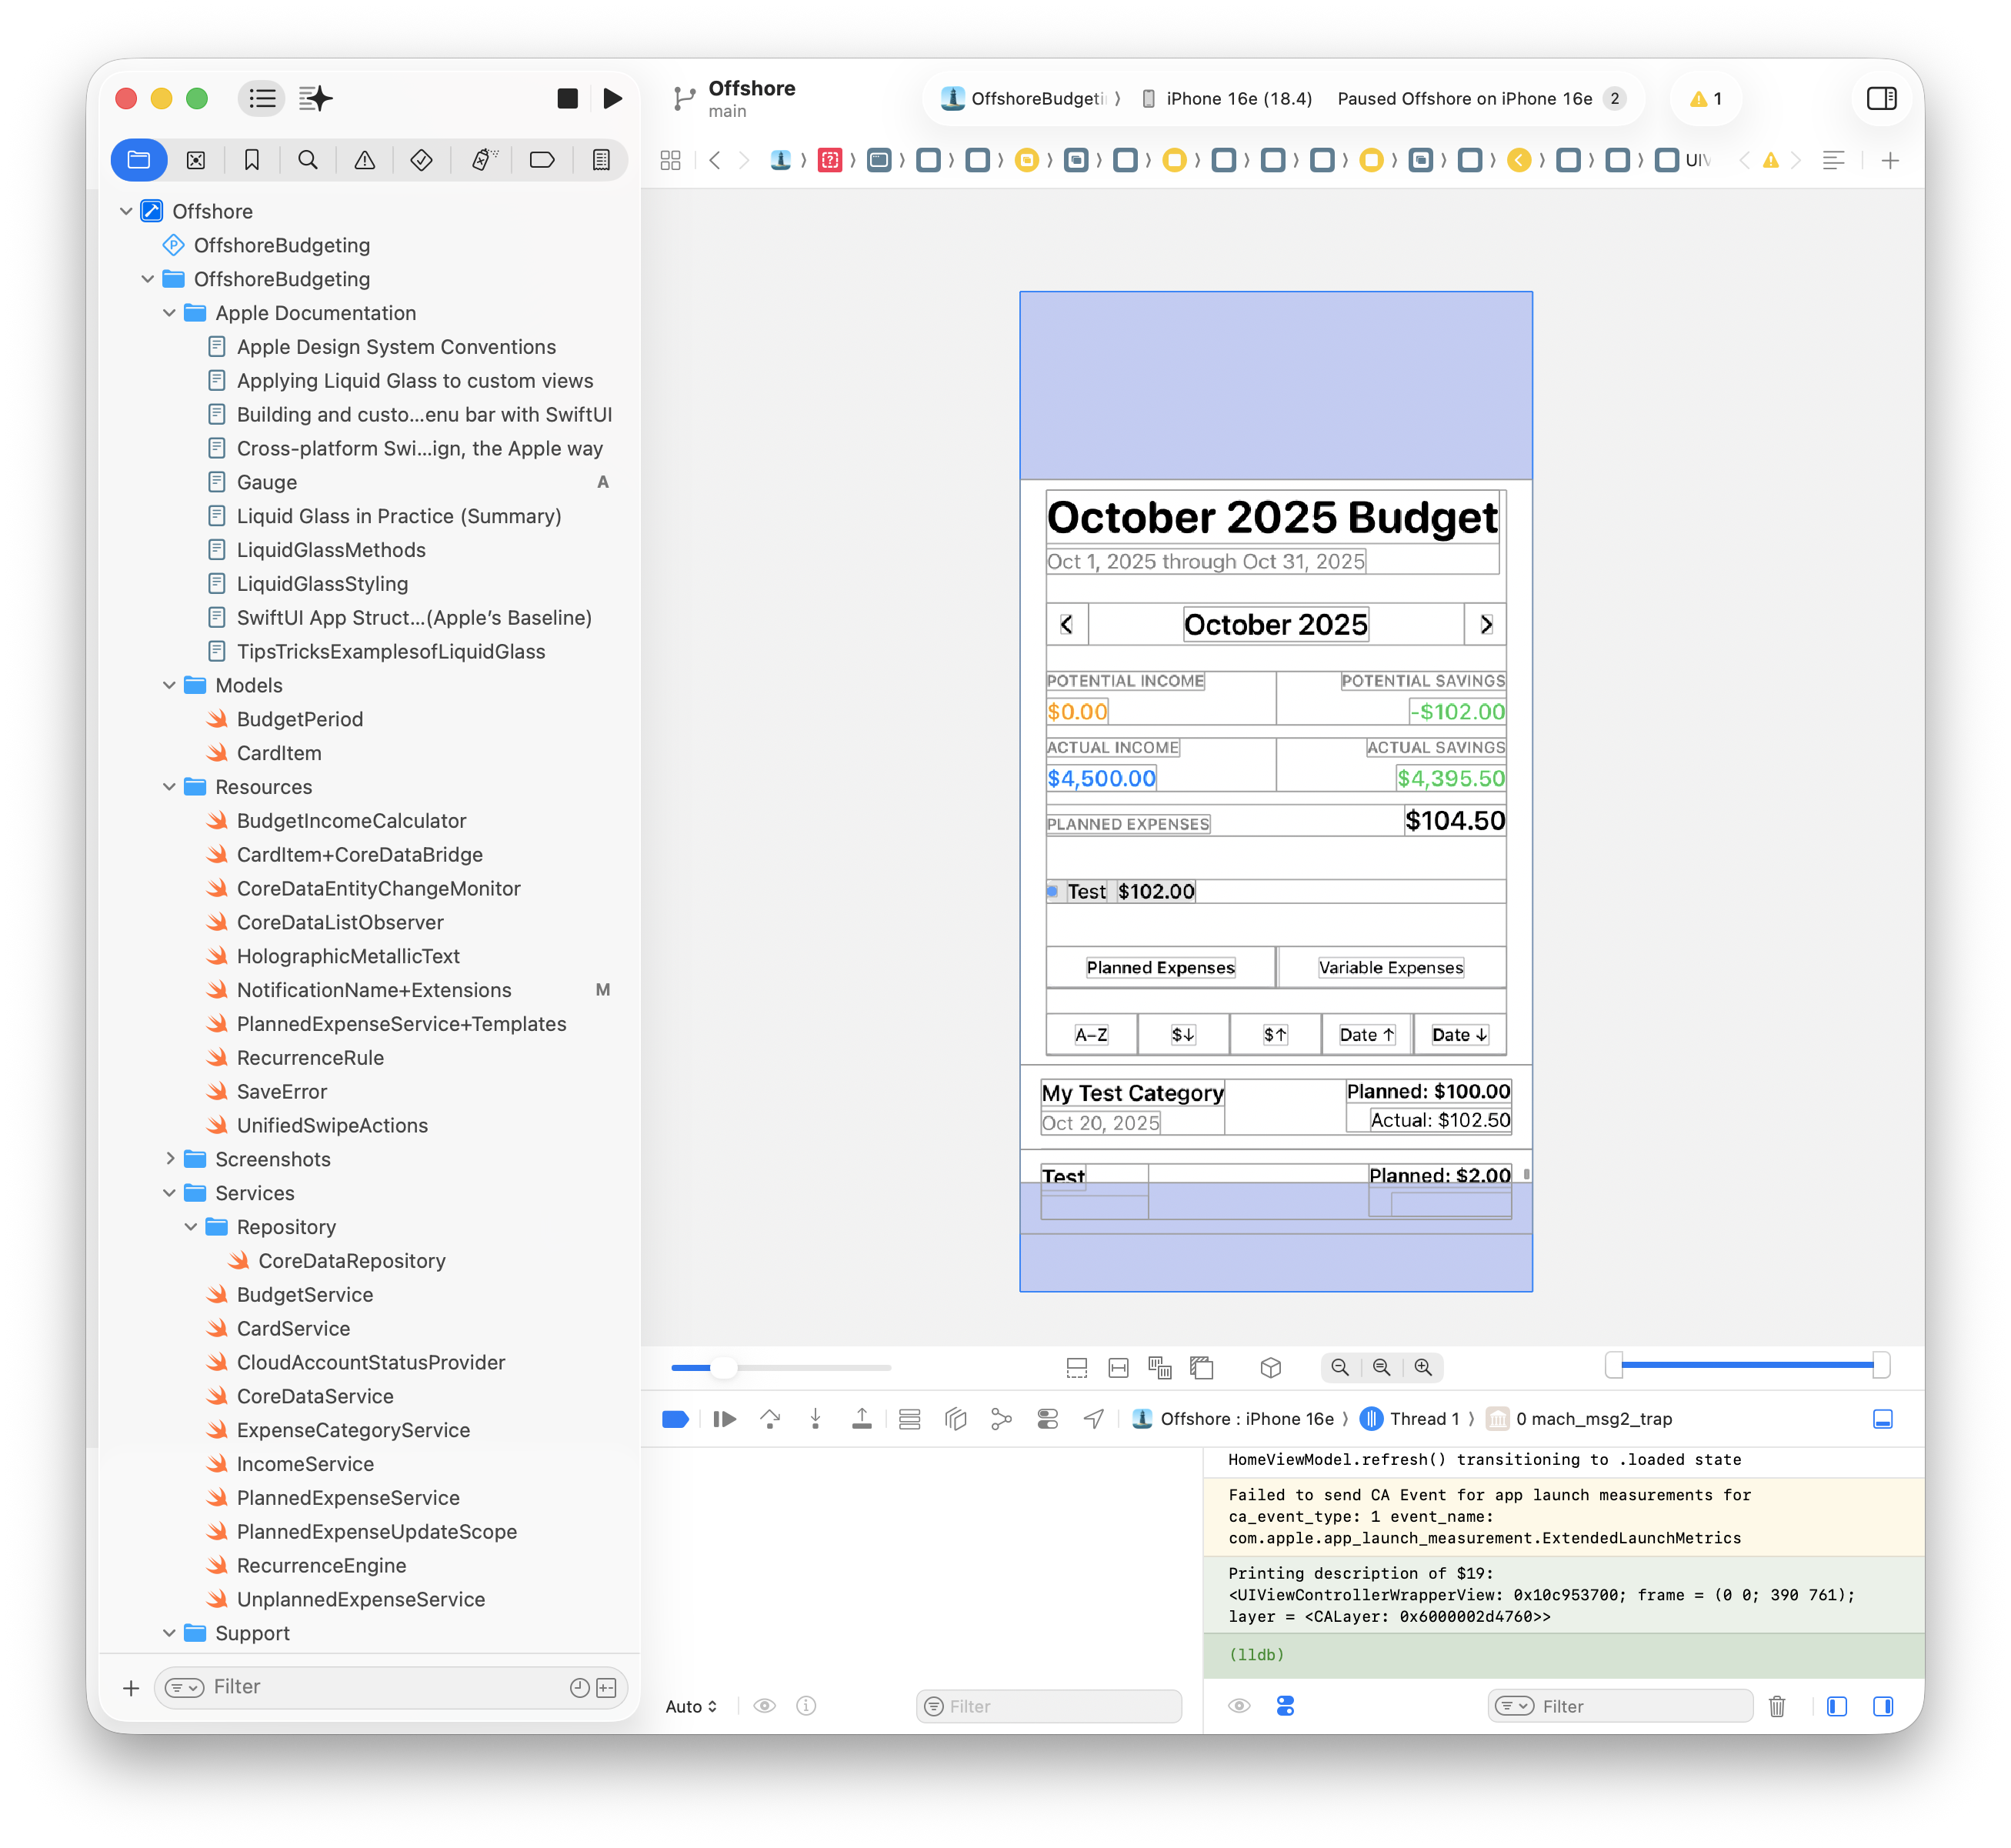 Offshore
main
OffshoreBudgeti
iPhone 16e (18.4)
Paused Offshore on iPhone 16e
2
1
Offshore
OffshoreBudgeting
OffshoreBudgeting
Apple Documentation
Apple Design System Conventions
Applying Liquid Glass to custom views
Building and custo...enu bar with SwiftUI
Cross-platform Swi...ign, the Apple way
Gauge A
Liquid Glass in Practice (Summary)
LiquidGlassMethods
LiquidGlassStyling
SwiftUI App Struct...(Apple’s Baseline)
TipsTricksExamplesofLiquidGlass
Models
BudgetPeriod
CardItem
Resources
BudgetIncomeCalculator
CardItem+CoreDataBridge
CoreDataEntityChangeMonitor
CoreDataListObserver
HolographicMetallicText
NotificationName+Extensions M
PlannedExpenseService+Templates
RecurrenceRule
SaveError
UnifiedSwipeActions
Screenshots
Services
Repository
CoreDataRepository
BudgetService
CardService
CloudAccountStatusProvider
CoreDataService
ExpenseCategoryService
IncomeService
PlannedExpenseService
PlannedExpenseUpdateScope
RecurrenceEngine
UnplannedExpenseService
Support
Filter
October 2025 Budget
Oct 1, 2025 through Oct 31, 2025
October 2025
POTENTIAL INCOME POTENTIAL SAVINGS
$0.00 -$102.00
ACTUAL INCOME ACTUAL SAVINGS
$4,500.00 $4,395.50
PLANNED EXPENSES $104.50
Test $102.00
Planned Expenses Variable Expenses
A–Z $↓ $↑ Date ↑ Date ↓
My Test Category Planned: $100.00
Oct 20, 2025 Actual: $102.50
Test Planned: $2.00
Offshore : iPhone 16e
Thread 1
0 mach_msg2_trap
HomeViewModel.refresh() transitioning to .loaded state
Failed to send CA Event for app launch measurements for
ca_event_type: 1 event_name:
com.apple.app_launch_measurement.ExtendedLaunchMetrics
Printing description of $19:
<UIViewControllerWrapperView: 0x10c953700; frame = (0 0; 390 761);
layer = <CALayer: 0x6000002d4760>>
(lldb)
Auto
Filter
Filter